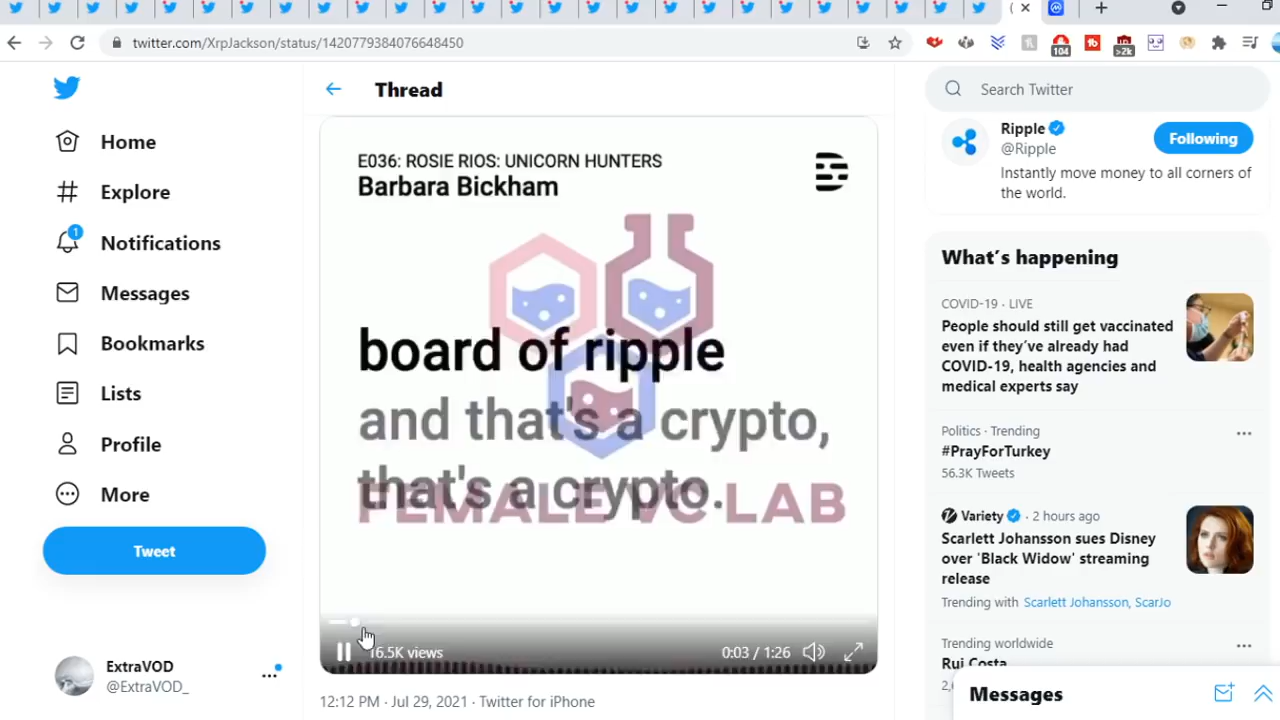 twitter.com/XrpJackson/status/1420779384076648450
104
>2k
Home
Explore
1
Notifications
Messages
Bookmarks
Lists
Profile
More
Tweet
ExtraVOD
@ExtraVOD_
Thread
E036: ROSIE RIOS: UNICORN HUNTERS
Barbara Bickham
board of ripple
and that's a crypto,
that's a crypto.
FEMALE VC LAB
16.5K views
0:03 / 1:26
12:12 PM · Jul 29, 2021 · Twitter for iPhone
Search Twitter
Ripple
@Ripple
Following
Instantly move money to all corners of
the world.
What's happening
COVID-19 · LIVE
People should still get vaccinated
even if they've already had
COVID-19, health agencies and
medical experts say
Politics · Trending
#PrayForTurkey
56.3K Tweets
Variety · 2 hours ago
Scarlett Johansson sues Disney
over 'Black Widow' streaming
release
Trending with Scarlett Johansson, ScarJo
Trending worldwide
Rui Costa
Messages